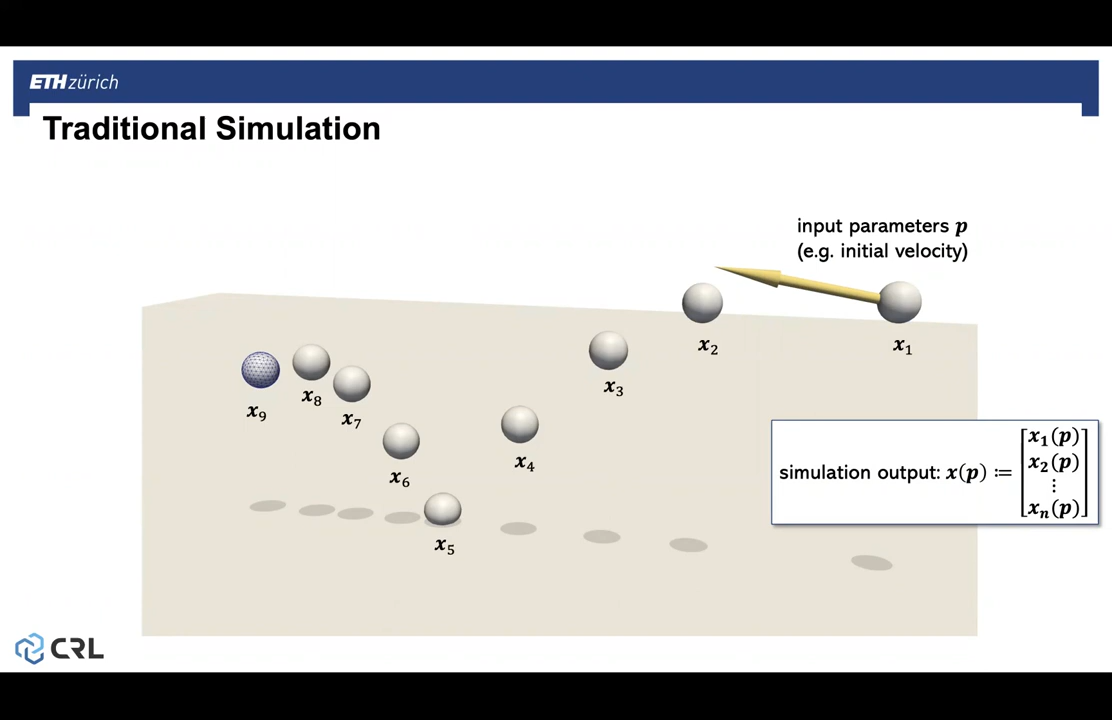 ETH zürich
Traditional Simulation
input parameters p
(e.g. initial velocity)
x₁
x₂
x₃
x₄
x₅
x₆
x₇
x₈
x₉
simulation output: x(p) ≔ [x₁(p)
x₂(p)
⋮
xₙ(p)]
CRL